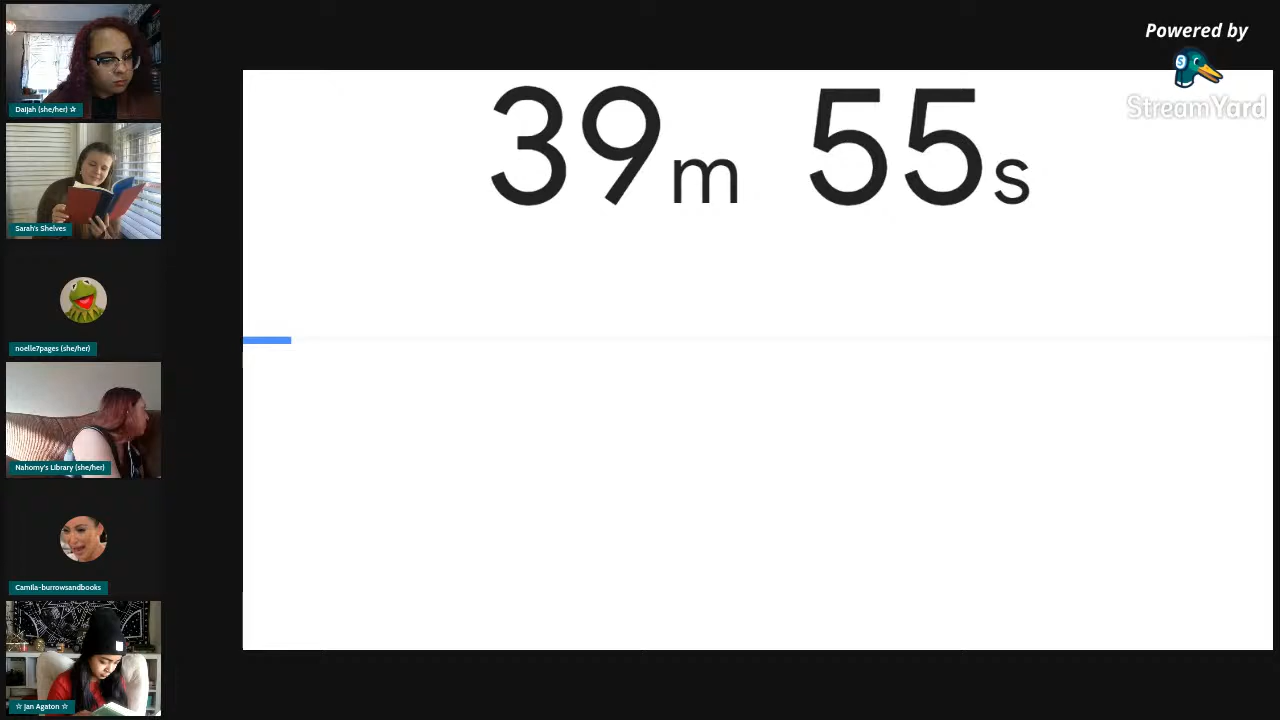 Powered by
StreamYard
39m 55s
Daijah (she/her) ☆
Sarah's Shelves
noelle7pages (she/her)
Nahomy's Library (she/her)
Camila-burrowsandbooks
☆ Jan Agaton ☆